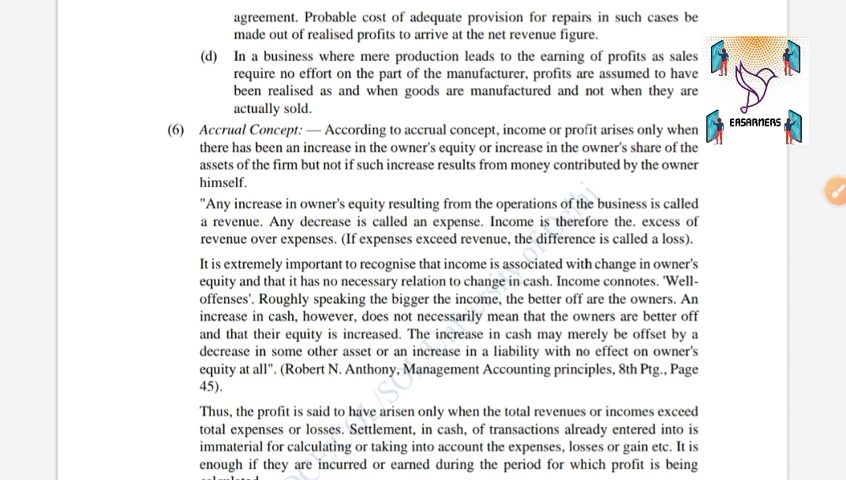 agreement. Probable cost of adequate provision for repairs in such cases be
made out of realised profits to arrive at the net revenue figure.
(d) In a business where mere production leads to the earning of profits as sales
require no effort on the part of the manufacturer, profits are assumed to have
been realised as and when goods are manufactured and not when they are
actually sold.
(6) Accrual Concept: — According to accrual concept, income or profit arises only when
there has been an increase in the owner's equity or increase in the owner's share of the
assets of the firm but not if such increase results from money contributed by the owner
himself.
"Any increase in owner's equity resulting from the operations of the business is called
a revenue. Any decrease is called an expense. Income is therefore the. excess of
revenue over expenses. (If expenses exceed revenue, the difference is called a loss).
It is extremely important to recognise that income is associated with change in owner's
equity and that it has no necessary relation to change in cash. Income connotes. 'Well-
offenses'. Roughly speaking the bigger the income, the better off are the owners. An
increase in cash, however, does not necessarily mean that the owners are better off
and that their equity is increased. The increase in cash may merely be offset by a
decrease in some other asset or an increase in a liability with no effect on owner's
equity at all". (Robert N. Anthony, Management Accounting principles, 8th Ptg., Page
45).
Thus, the profit is said to have arisen only when the total revenues or incomes exceed
total expenses or losses. Settlement, in cash, of transactions already entered into is
immaterial for calculating or taking into account the expenses, losses or gain etc. It is
enough if they are incurred or earned during the period for which profit is being
EASARNERS